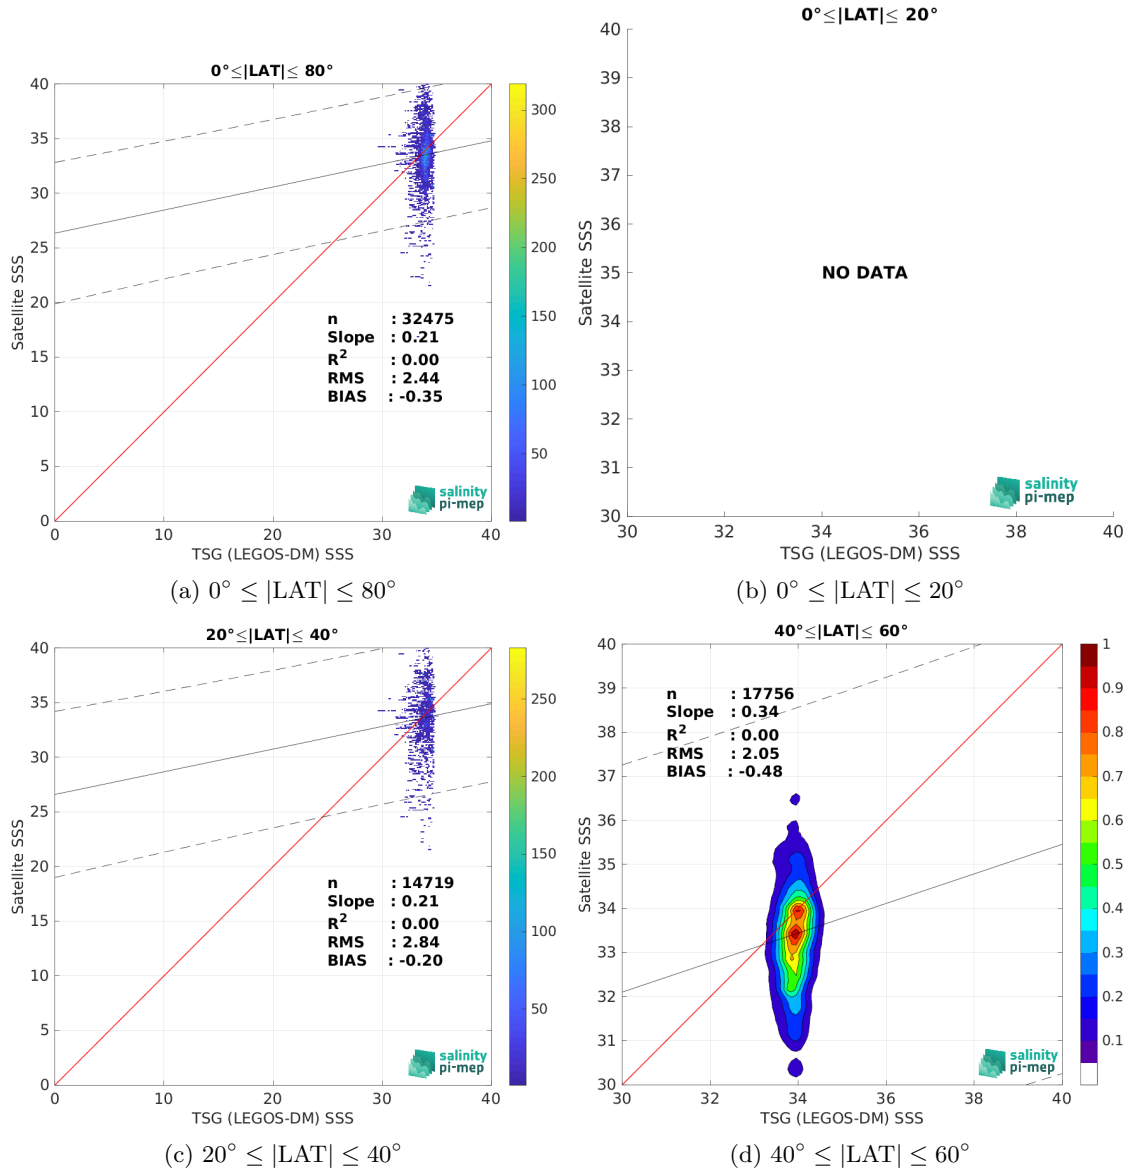 0°≤|LAT|≤ 80°
40
35
30
25
20
15
10
5
0
Satellite SSS
n : 32475
Slope : 0.21
R² : 0.00
RMS : 2.44
BIAS : -0.35
salinity
pi-mep
0 10 20 30 40
TSG (LEGOS-DM) SSS
300
250
200
150
100
50
(a) 0° ≤ |LAT| ≤ 80°
0°≤|LAT|≤ 20°
40
39
38
37
36
35
34
33
32
31
30
Satellite SSS
NO DATA
salinity
pi-mep
30 32 34 36 38 40
TSG (LEGOS-DM) SSS
(b) 0° ≤ |LAT| ≤ 20°
20°≤|LAT|≤ 40°
40
35
30
25
20
15
10
5
0
Satellite SSS
n : 14719
Slope : 0.21
R² : 0.00
RMS : 2.84
BIAS : -0.20
salinity
pi-mep
0 10 20 30 40
TSG (LEGOS-DM) SSS
250
200
150
100
50
(c) 20° ≤ |LAT| ≤ 40°
40°≤|LAT|≤ 60°
40
39
38
37
36
35
34
33
32
31
30
Satellite SSS
n : 17756
Slope : 0.34
R² : 0.00
RMS : 2.05
BIAS : -0.48
salinity
pi-mep
30 32 34 36 38 40
TSG (LEGOS-DM) SSS
1
0.9
0.8
0.7
0.6
0.5
0.4
0.3
0.2
0.1
(d) 40° ≤ |LAT| ≤ 60°